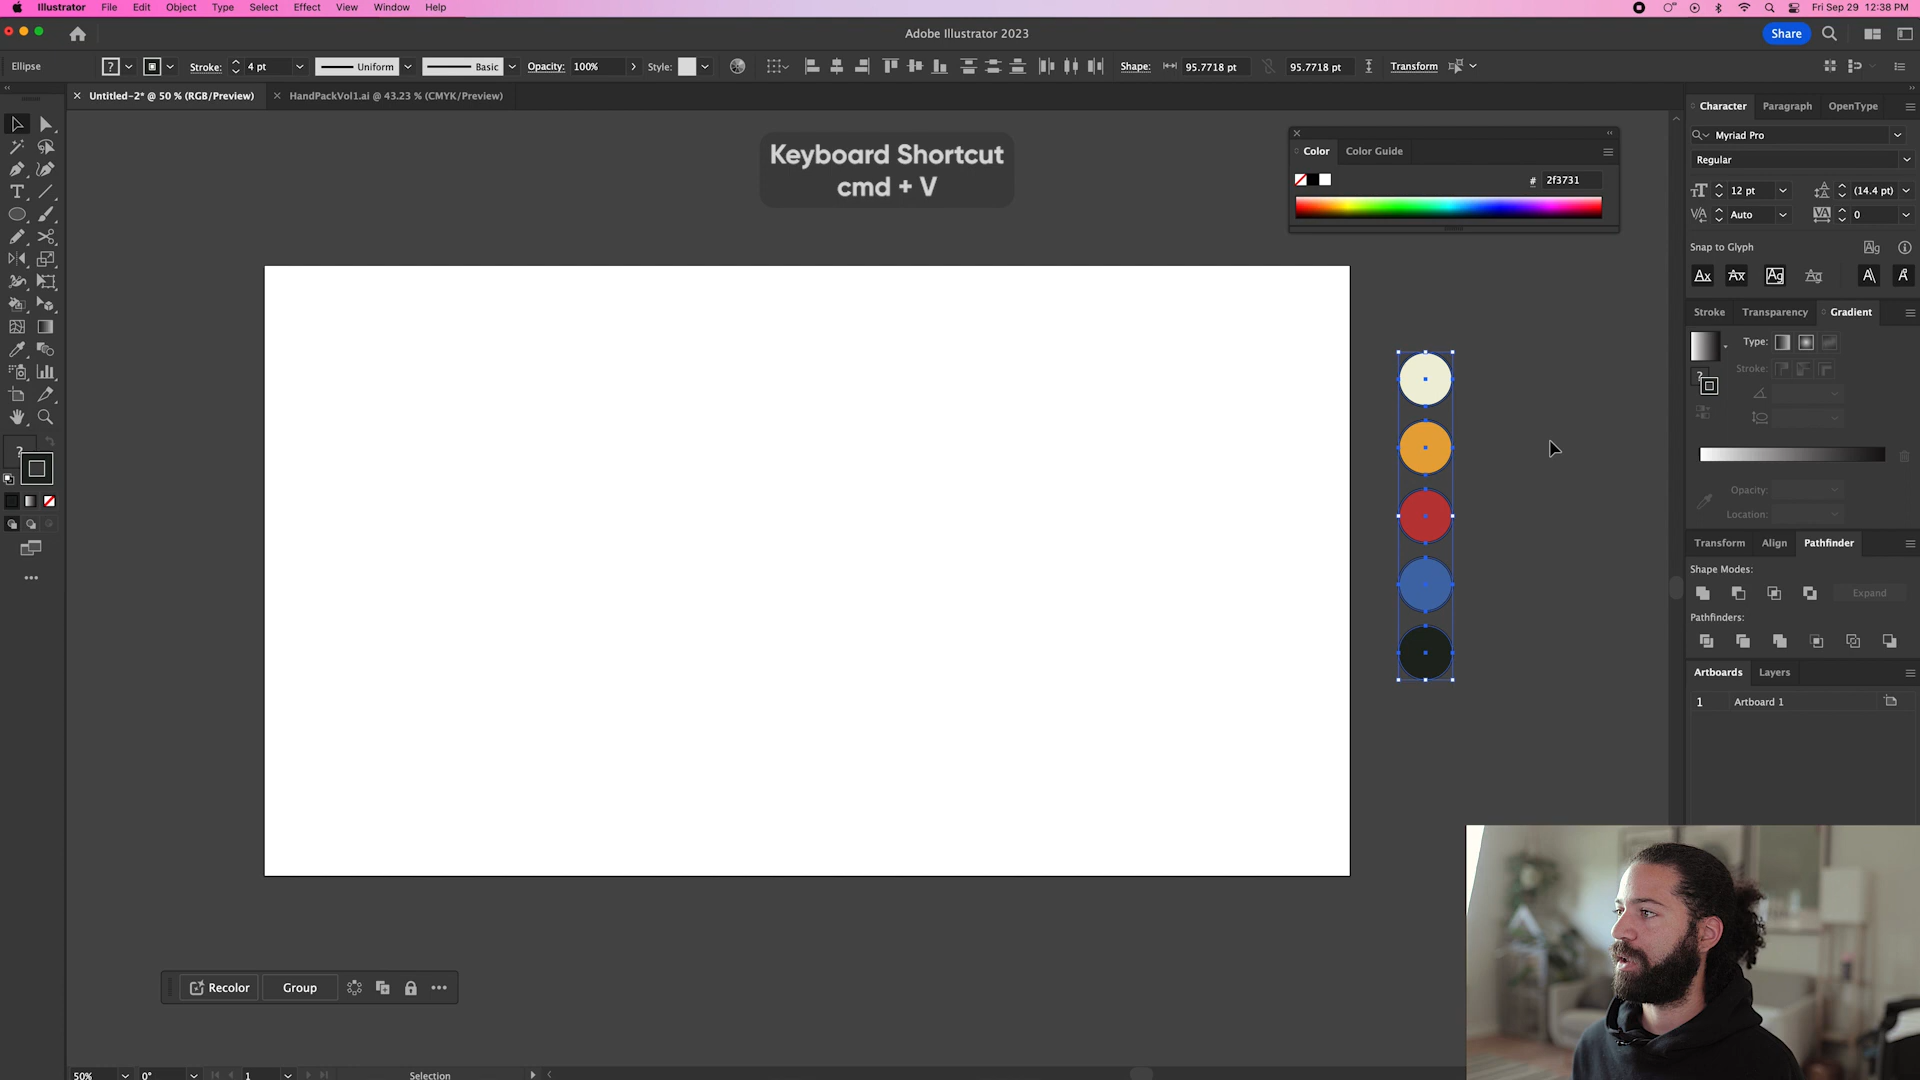 Illustrator File Edit Object Type Select Effect View Window Help Fri Sep 29 12:38 PM
Adobe Illustrator 2023 Share
Ellipse ? Stroke: 4 pt Uniform Basic Opacity: 100% Style: Shape: 95.7718 pt 95.7718 pt Transform
Untitled-2* @ 50 % (RGB/Preview) HandPackVol1.ai @ 43.23 % (CMYK/Preview)
Keyboard Shortcut
cmd + V
Color Color Guide
# 2f3731
Character Paragraph OpenType
Myriad Pro
Regular
12 pt (14.4 pt)
Auto 0
Snap to Glyph
Stroke Transparency Gradient
Type:
Stroke:
Opacity:
Location:
Transform Align Pathfinder
Shape Modes:
Expand
Pathfinders:
Artboards Layers
1 Artboard 1
?
Recolor Group
50% 0° 1 Selection